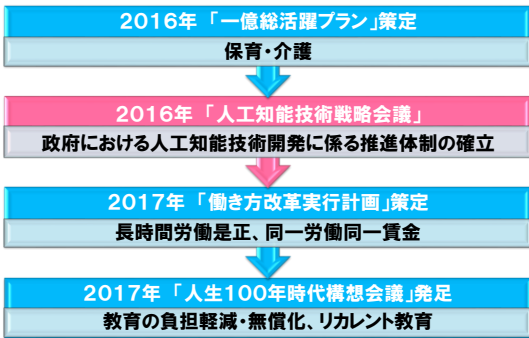 2016年 「一億総活躍プラン」策定
保育・介護
2016年 「人工知能技術戦略会議」
政府における人工知能技術開発に係る推進体制の確立
2017年 「働き方改革実行計画」策定
長時間労働是正、同一労働同一賃金
2017年 「人生100年時代構想会議」発足
教育の負担軽減・無償化、リカレント教育